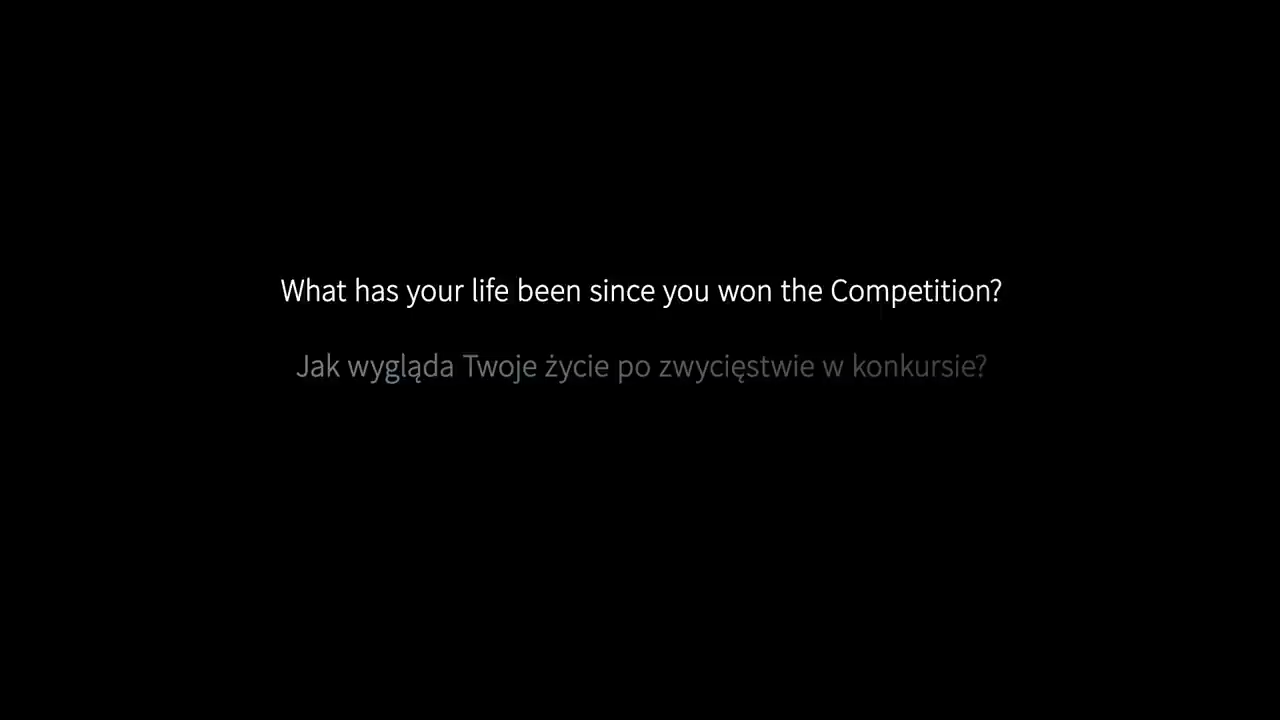 What has your life been since you won the Competition?
Jak wygląda Twoje życie po zwycięstwie w konkursie?